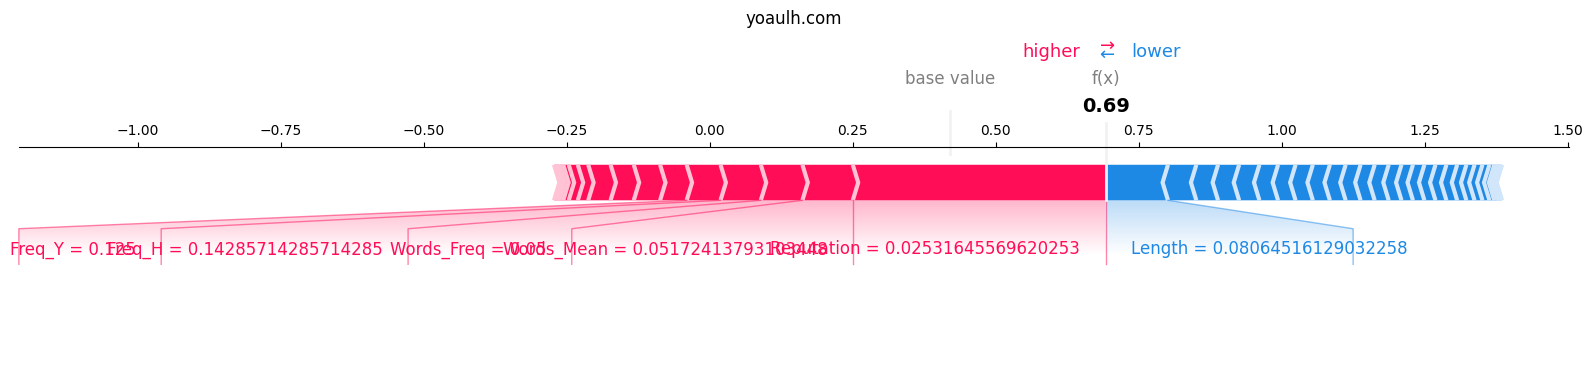 yoaulh.com
higher ⇄ lower
base value f(x)
0.69
−1.00 −0.75 −0.50 −0.25 0.00 0.25 0.50 0.75 1.00 1.25 1.50
Freq_Y = 0.125 Freq_H = 0.14285714285714285 Words_Freq = 0.05 Words_Mean = 0.05172413793103448 Reputation = 0.02531645569620253 Length = 0.08064516129032258